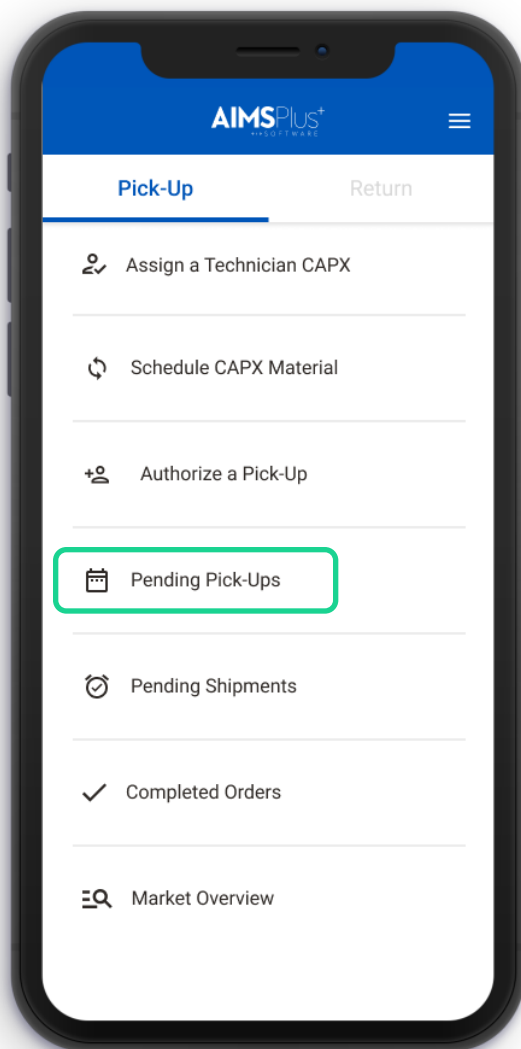 AIMSPlus+
SOFTWARE
Pick-Up
Return
Assign a Technician CAPX
Schedule CAPX Material
Authorize a Pick-Up
Pending Pick-Ups
Pending Shipments
Completed Orders
Market Overview